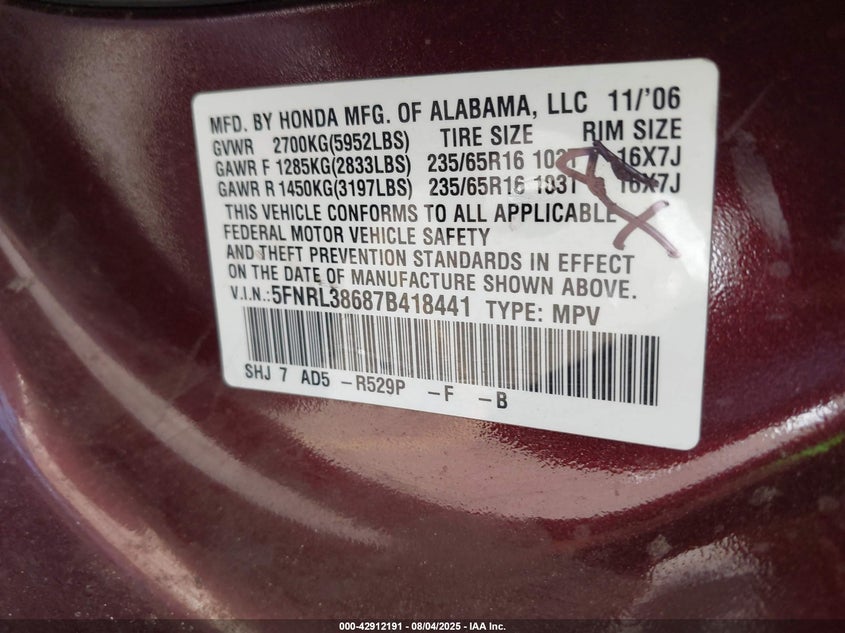 MFD. BY HONDA MFG. OF ALABAMA, LLC 11/'06
GVWR 2700KG(5952LBS) TIRE SIZE RIM SIZE
GAWR F 1285KG(2833LBS) 235/65R16 103T 16X7J
GAWR R 1450KG(3197LBS) 235/65R16 103T 16X7J
THIS VEHICLE CONFORMS TO ALL APPLICABLE
FEDERAL MOTOR VEHICLE SAFETY
AND THEFT PREVENTION STANDARDS IN EFFECT
ON THE DATE OF MANUFACTURE SHOWN ABOVE.
V.I.N.:5FNRL38687B418441 TYPE: MPV
SHJ 7 AD5 –R529P –F –B
000-42912191 - 08/04/2025 - IAA Inc.